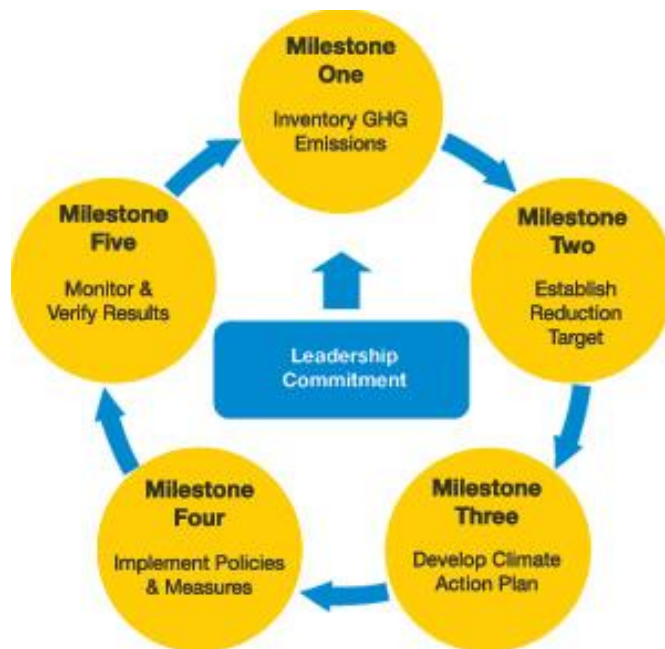 Milestone
One
Inventory GHG
Emissions
Milestone
Two
Establish
Reduction
Target
Milestone
Three
Develop Climate
Action Plan
Milestone
Four
Implement Policies
& Measures
Milestone
Five
Monitor &
Verify Results
Leadership
Commitment